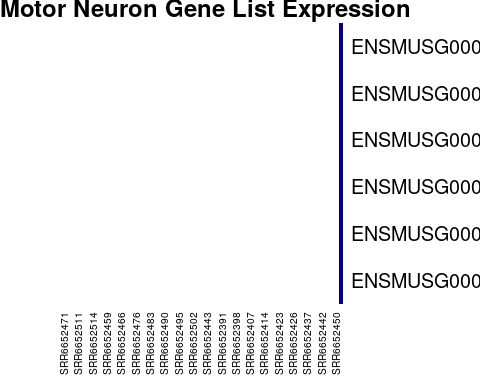 Motor Neuron Gene List Expression
ENSMUSG000
ENSMUSG000
ENSMUSG000
ENSMUSG000
ENSMUSG000
ENSMUSG000
SRR6652471
SRR6652511
SRR6652514
SRR6652459
SRR6652466
SRR6652476
SRR6652483
SRR6652490
SRR6652495
SRR6652502
SRR6652443
SRR6652391
SRR6652398
SRR6652407
SRR6652414
SRR6652423
SRR6652426
SRR6652437
SRR6652442
SRR6652450